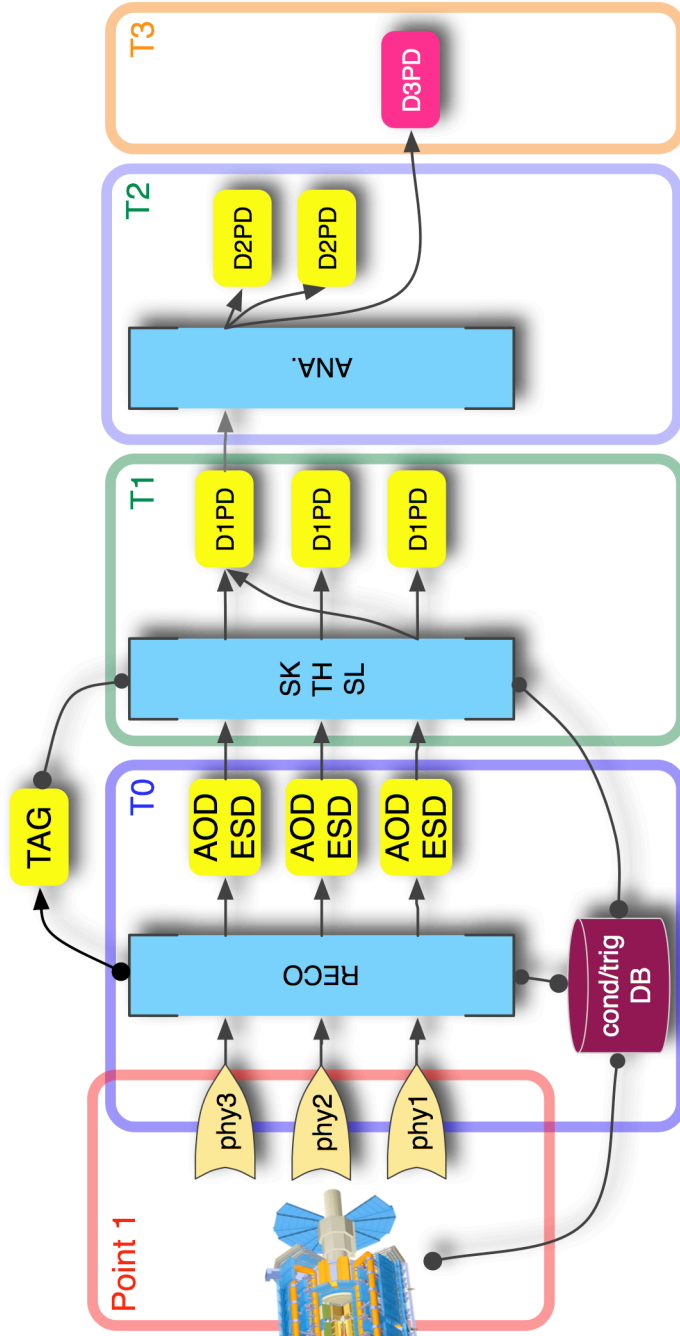 Point 1
T0
T1
T2
T3
TAG
phy3
phy2
phy1
RECO
AOD
ESD
AOD
ESD
AOD
ESD
SK
TH
SL
D1PD
D1PD
D1PD
ANA.
D2PD
D2PD
D3PD
cond/trig
DB